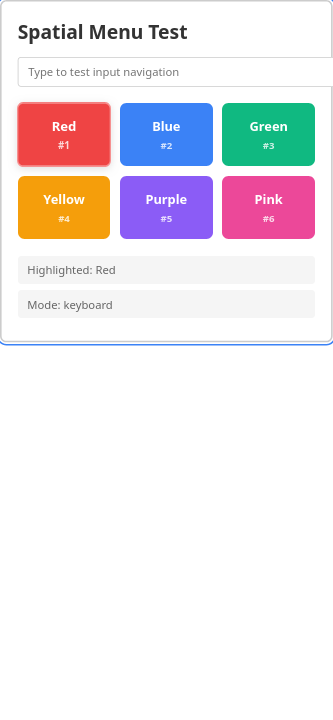 Spatial Menu Test
Type to test input navigation
Red
#1
Blue
#2
Green
#3
Yellow
#4
Purple
#5
Pink
#6
Highlighted: Red
Mode: keyboard